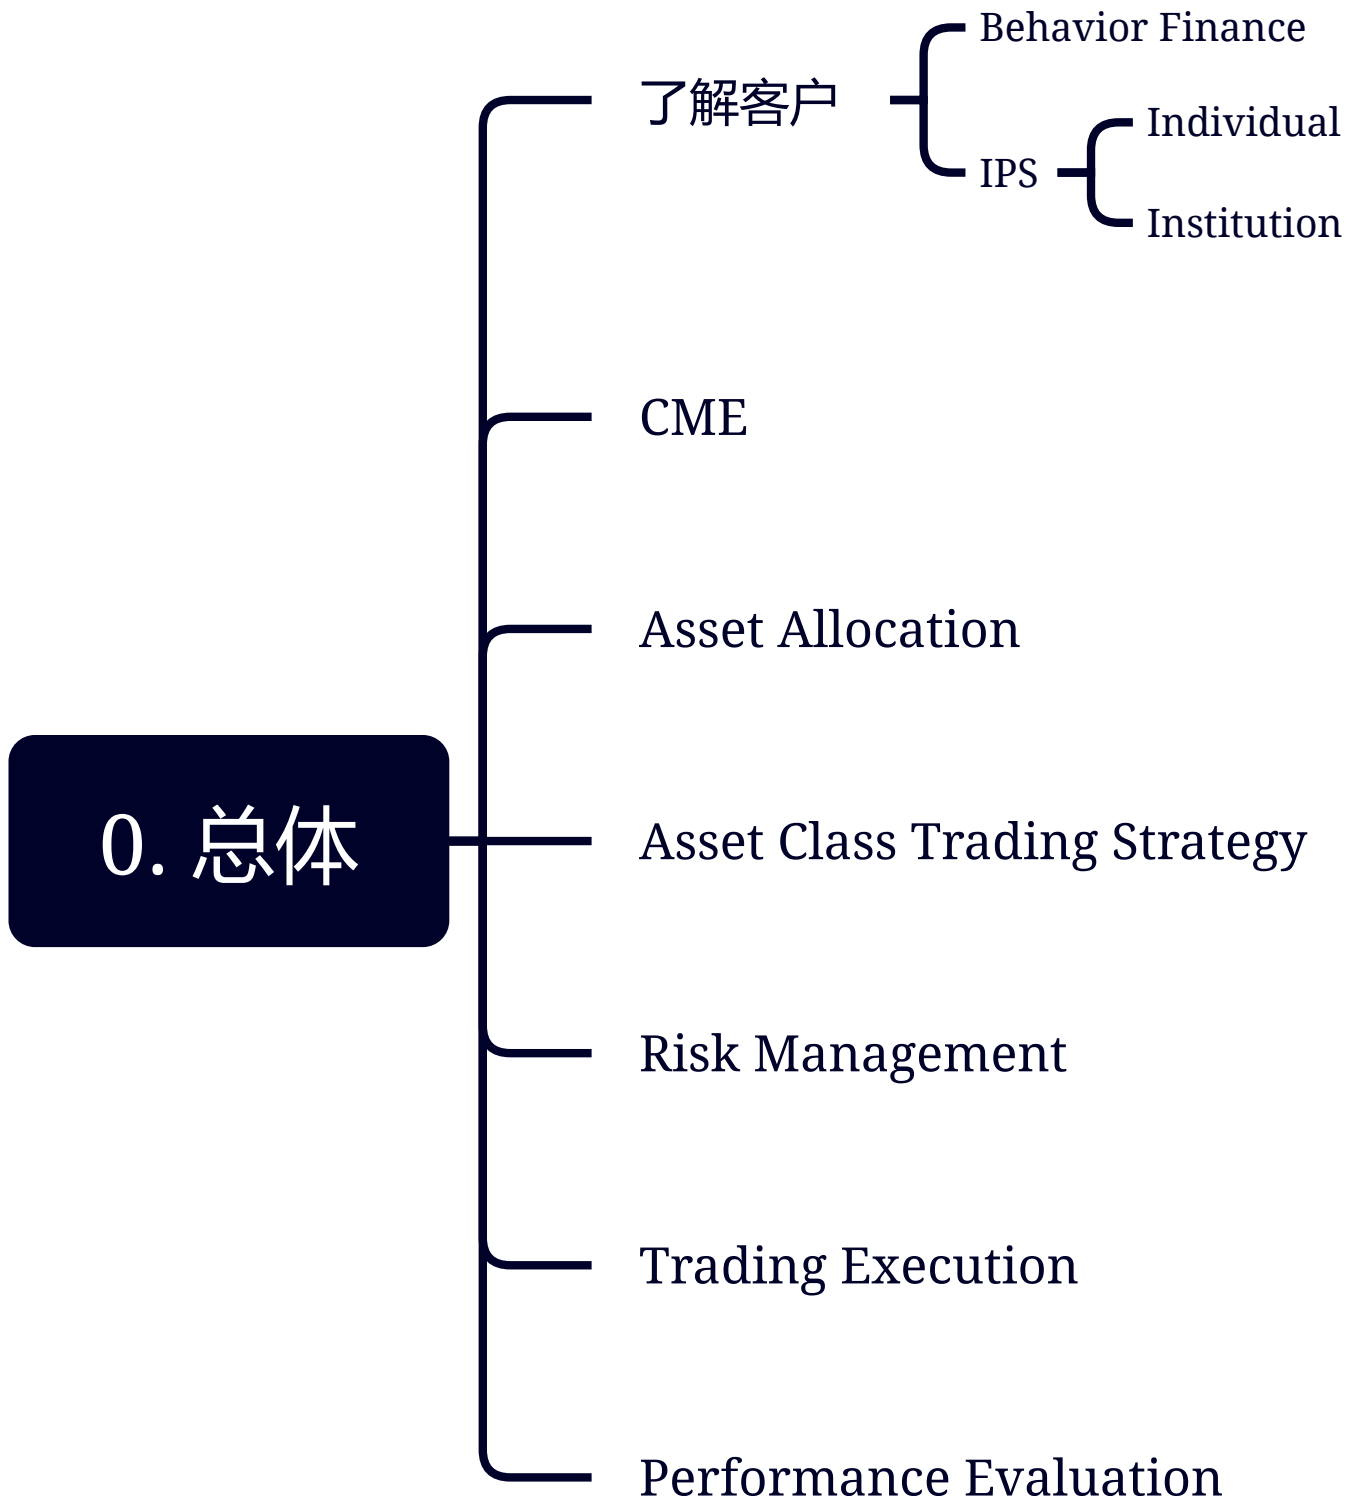 0. 总体
了解客户
Behavior Finance
IPS
Individual
Institution
CME
Asset Allocation
Asset Class Trading Strategy
Risk Management
Trading Execution
Performance Evaluation